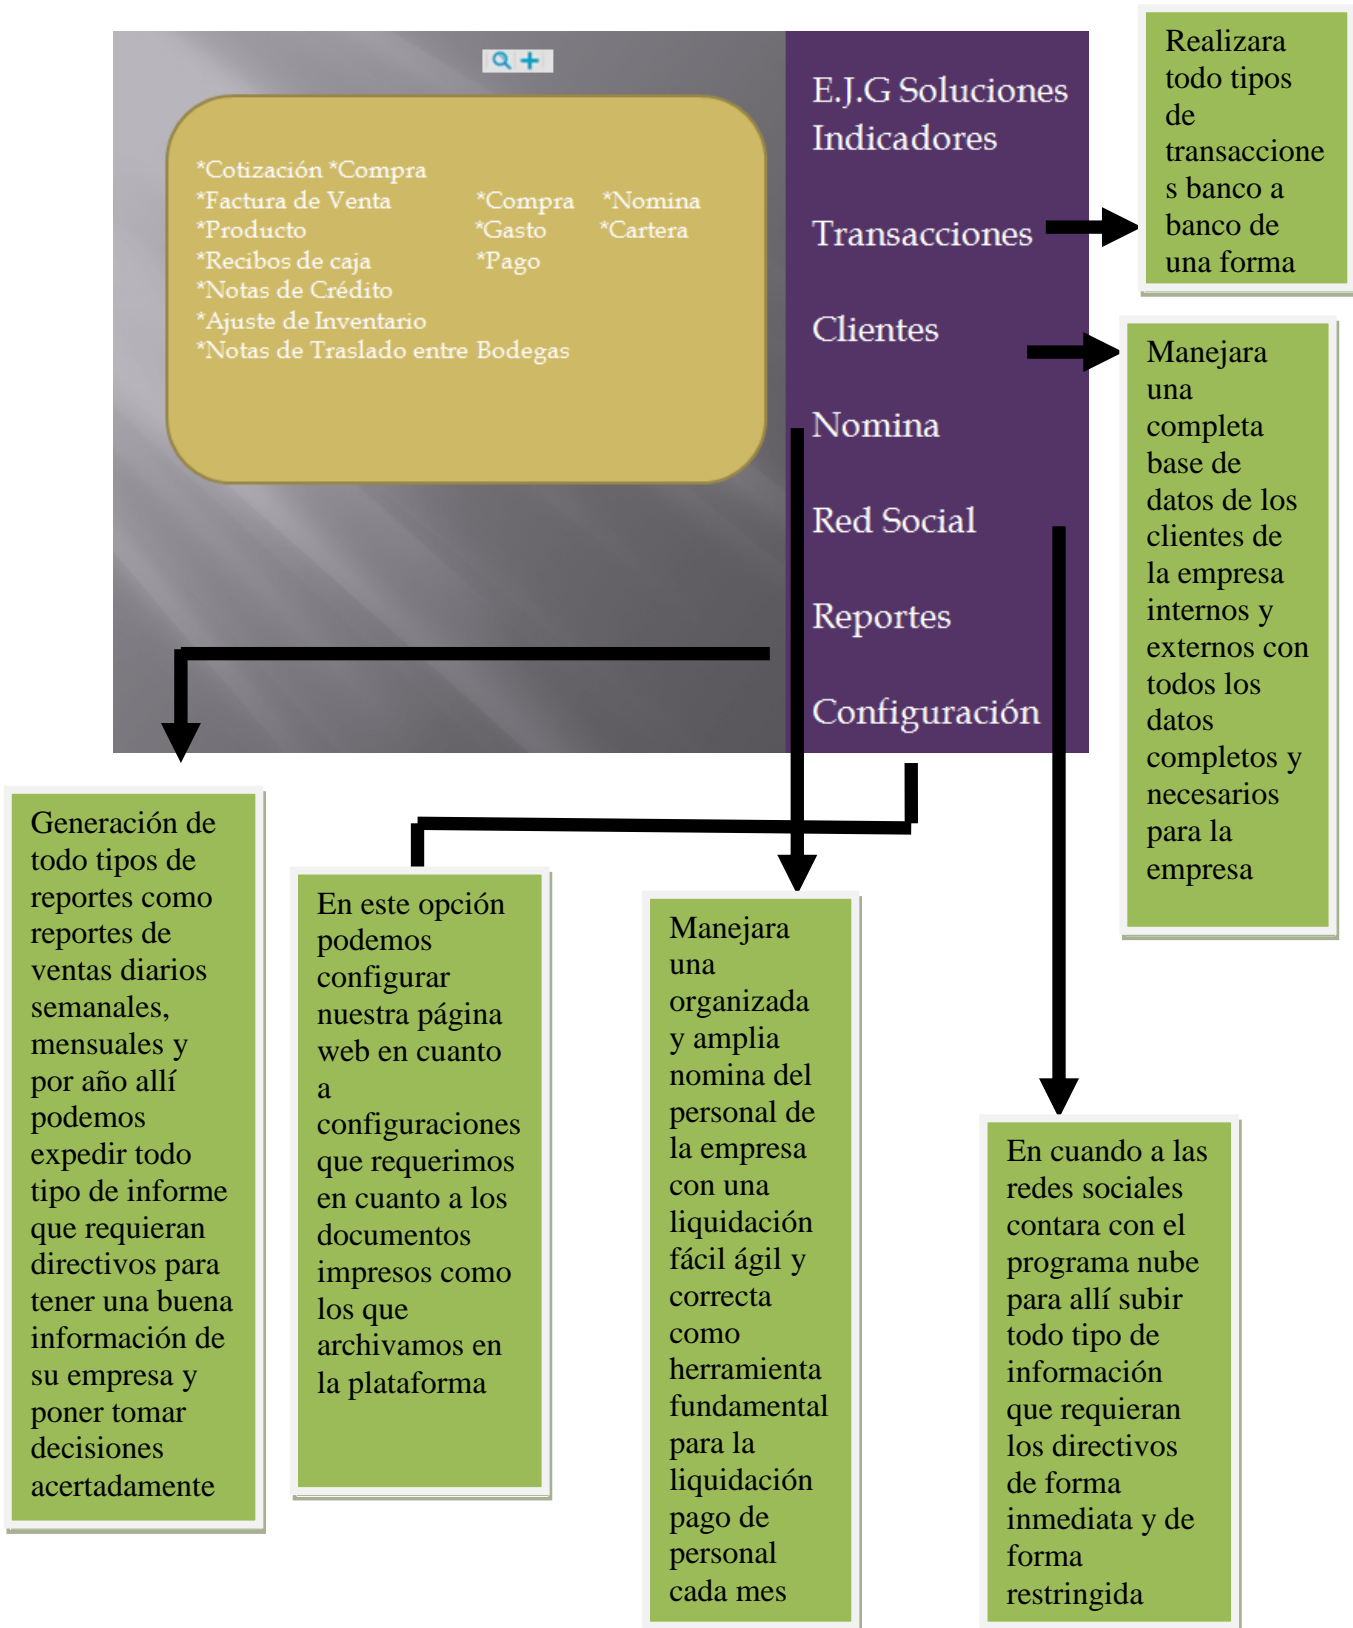 E.J.G Soluciones
Indicadores
Transacciones
Clientes
Nomina
Red Social
Reportes
Configuración
*Cotización *Compra
*Factura de Venta *Compra *Nomina
*Producto *Gasto *Cartera
*Recibos de caja *Pago
*Notas de Crédito
*Ajuste de Inventario
*Notas de Traslado entre Bodegas
Realizara
todo tipos
de
transaccione
s banco a
banco de
una forma
Manejara
una
completa
base de
datos de los
clientes de
la empresa
internos y
externos con
todos los
datos
completos y
necesarios
para la
empresa
Generación de
todo tipos de
reportes como
reportes de
ventas diarios
semanales,
mensuales y
por año allí
podemos
expedir todo
tipo de informe
que requieran
directivos para
tener una buena
información de
su empresa y
poner tomar
decisiones
acertadamente
En este opción
podemos
configurar
nuestra página
web en cuanto
a
configuraciones
que requerimos
en cuanto a los
documentos
impresos como
los que
archivamos en
la plataforma
Manejara
una
organizada
y amplia
nomina del
personal de
la empresa
con una
liquidación
fácil ágil y
correcta
como
herramienta
fundamental
para la
liquidación
pago de
personal
cada mes
En cuando a las
redes sociales
contara con el
programa nube
para allí subir
todo tipo de
información
que requieran
los directivos
de forma
inmediata y de
forma
restringida